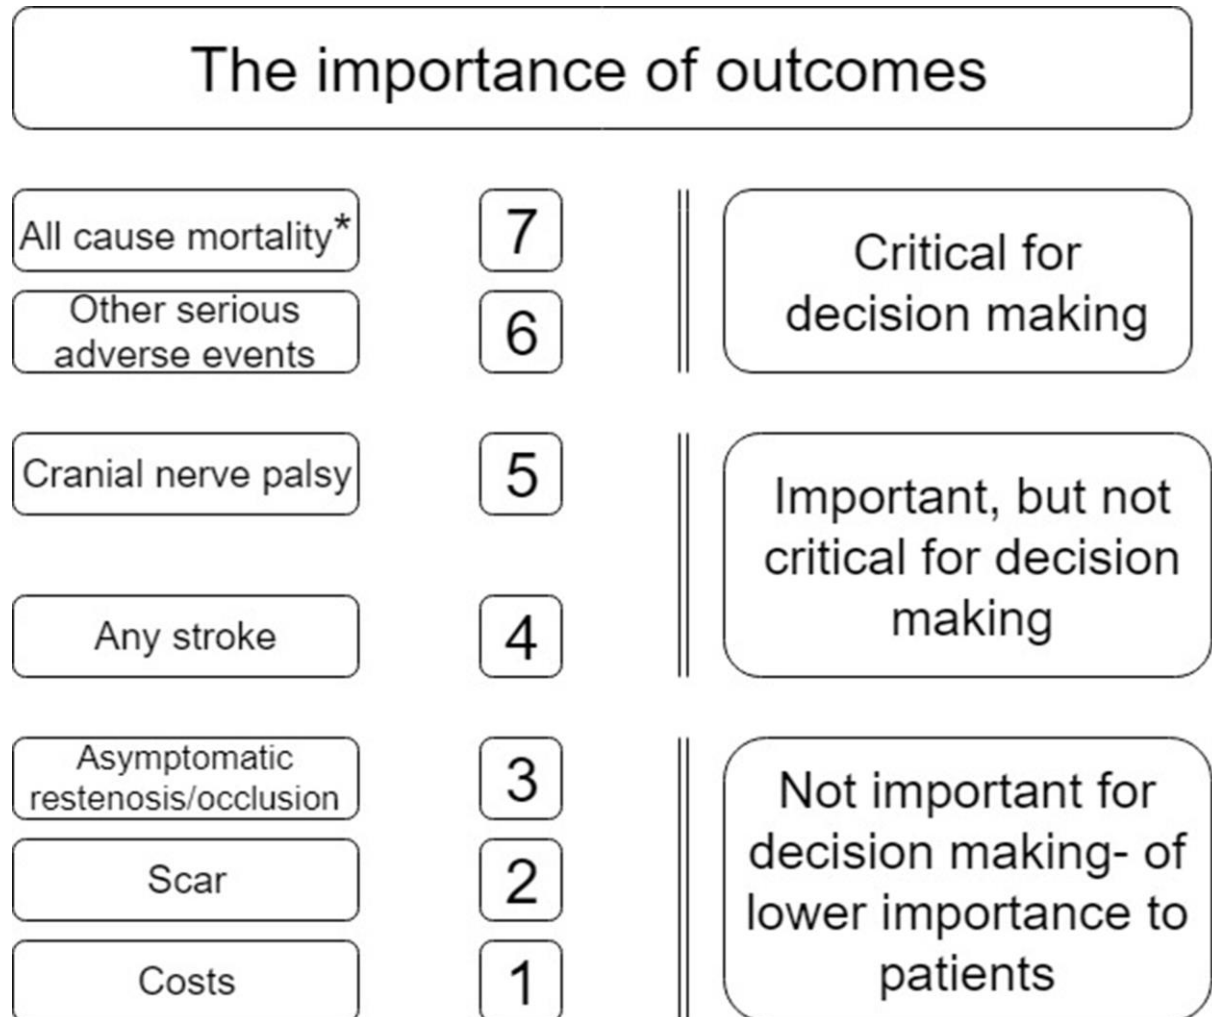 The importance of outcomes
All cause mortality*
7
Other serious
adverse events
6
Critical for
decision making
Cranial nerve palsy
5
Any stroke
4
Important, but not
critical for decision
making
Asymptomatic
restenosis/occlusion
3
Scar
2
Costs
1
Not important for
decision making- of
lower importance to
patients